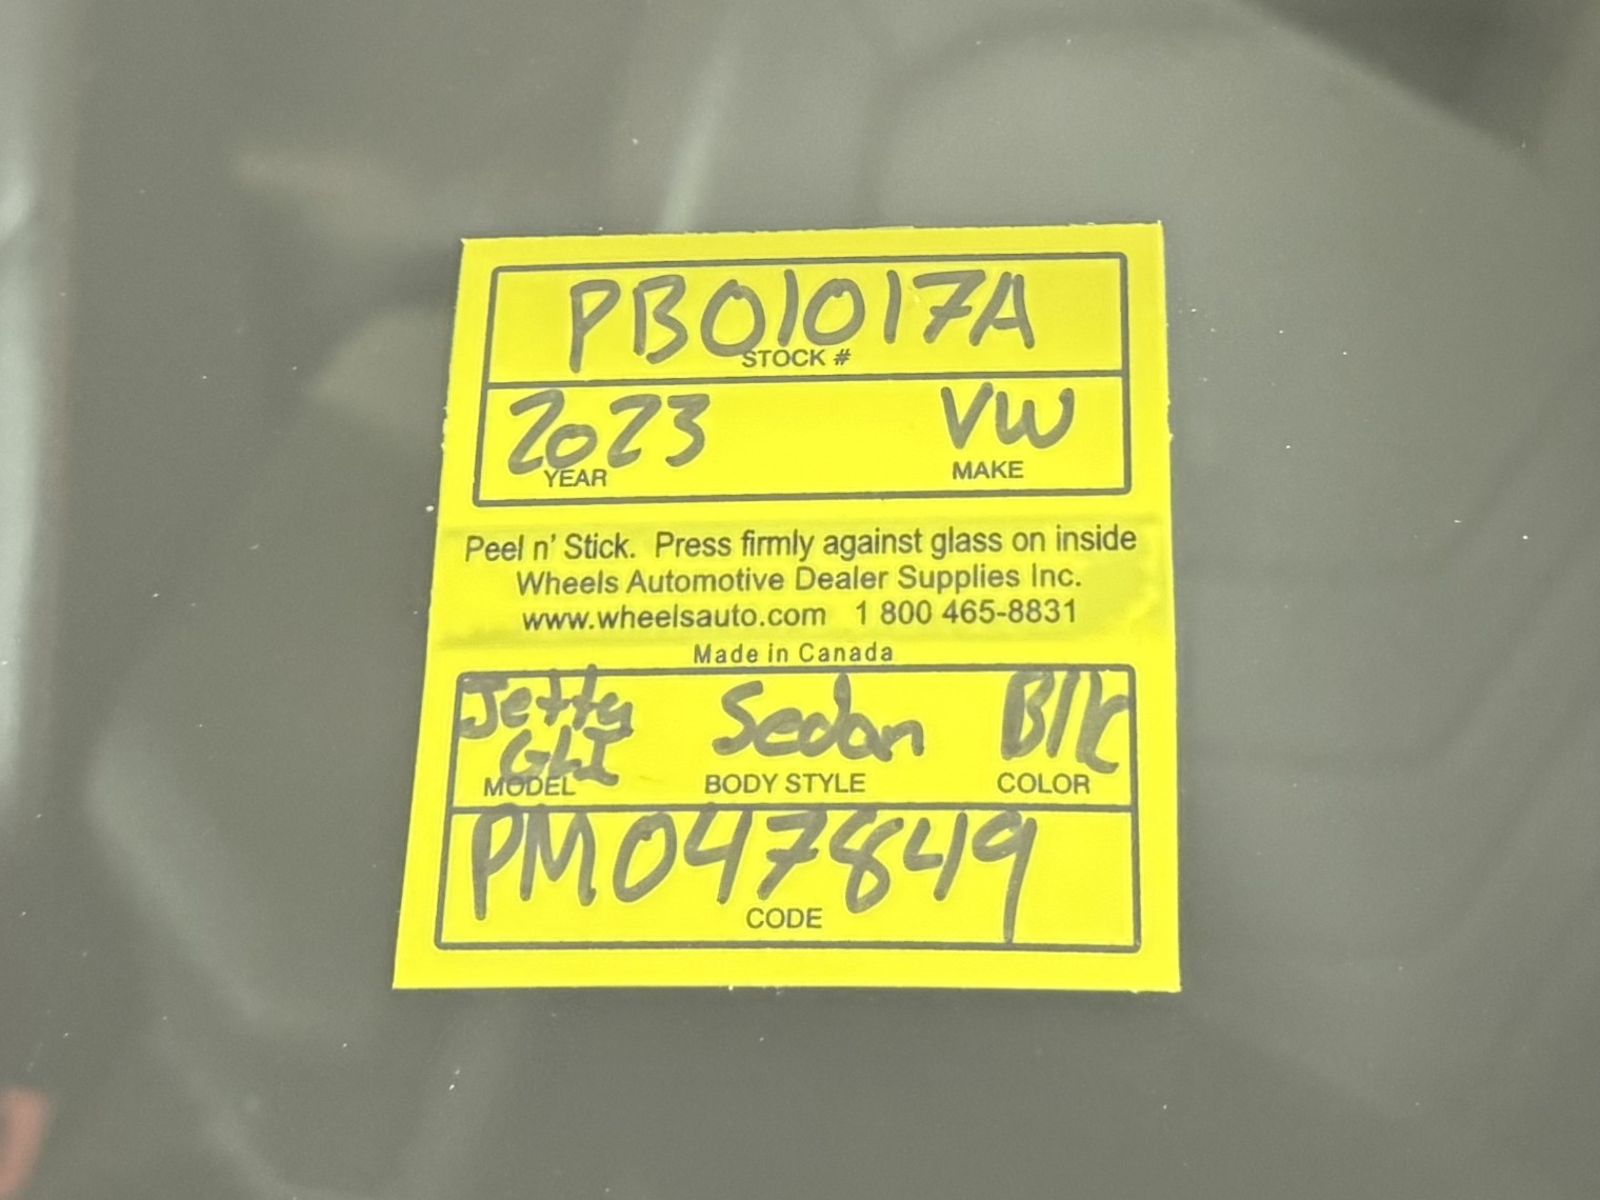 PB01017A
STOCK #
2023 VW
YEAR MAKE
Peel n' Stick. Press firmly against glass on inside
Wheels Automotive Dealer Supplies Inc.
www.wheelsauto.com 1 800 465-8831
Made in Canada
Jetta Sedan Blk
GLI
MODEL BODY STYLE COLOR
PM047849
CODE